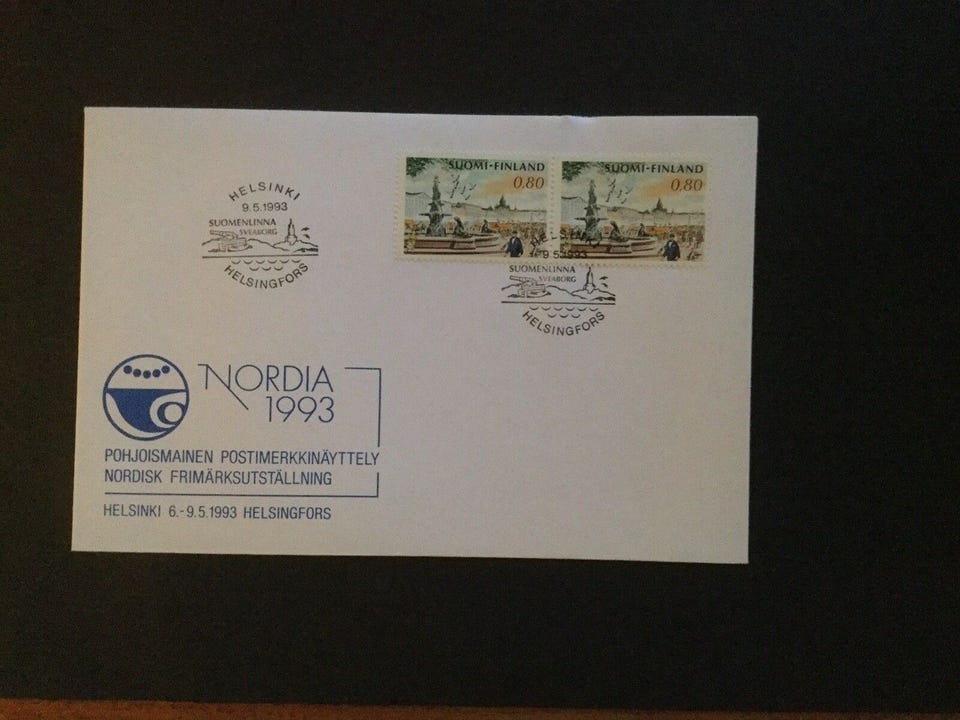 SUOMI-FINLAND
0.80
SUOMI-FINLAND
0.80
HELSINKI
9.5.1993
SUOMENLINNA
SVEABORG
HELSINGFORS
HELSINKI
9.5.1993
SUOMENLINNA
SVEABORG
HELSINGFORS
NORDIA
1993
POHJOISMAINEN POSTIMERKKINÄYTTELY
NORDISK FRIMÄRKSUTSTÄLLNING
HELSINKI 6.-9.5.1993 HELSINGFORS